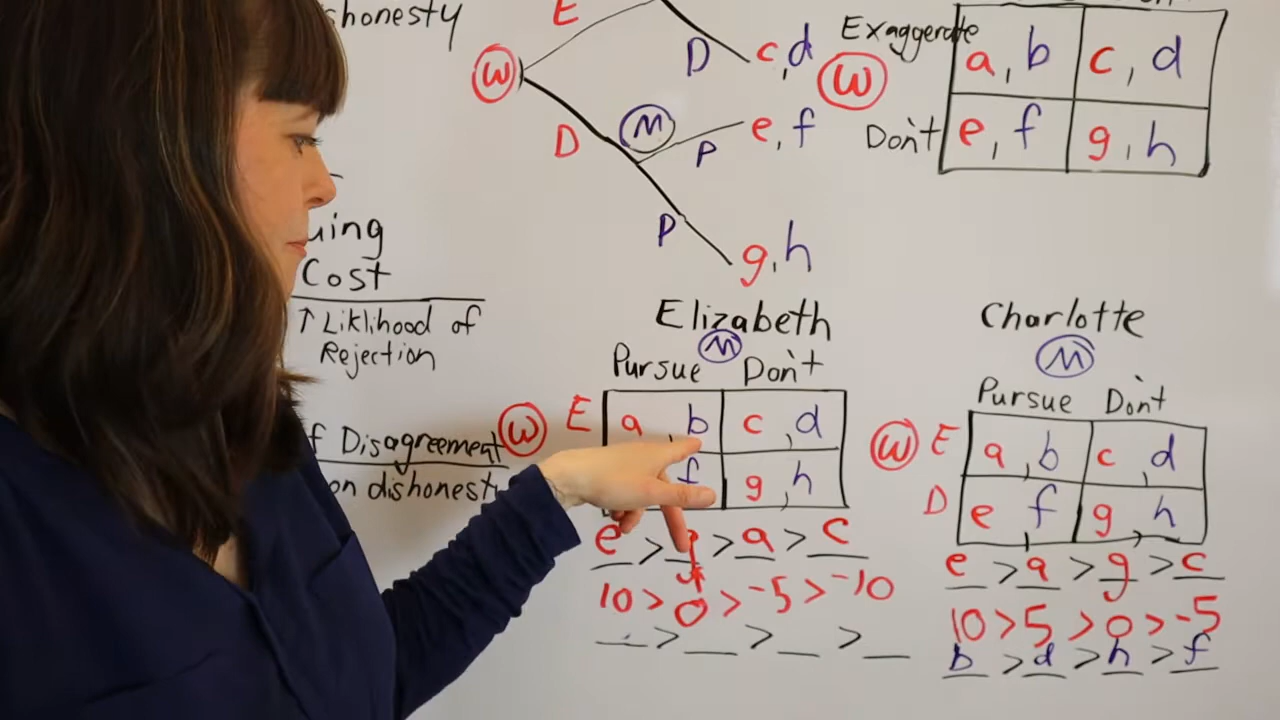 shonesty
E
W
D
c,d
M
D
P
e,f
P
g,h
Exaggerate
W
Don't
a,b
c,d
e,f
g,h
uing
Cost
↑ Liklihood of
Rejection
f Disagreement
on dishonest
Elizabeth
M
Pursue Don't
W E a, b c,d
f g,h
e > > a > c
10 > 0 > -5 > -10
_ > _ > _ > _
Charlotte
M
Pursue Don't
W E a,b c,d
D e, f g,h
e > a > g > c
10 > 5 > 0 > -5
b > d > h > f